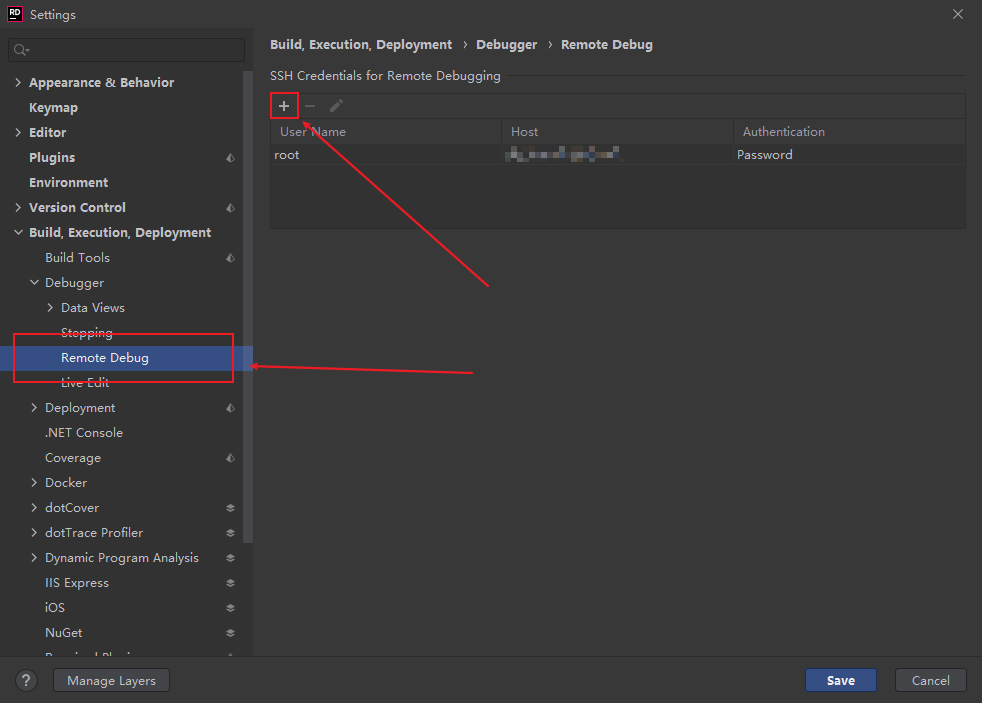 RD Settings
Build, Execution, Deployment › Debugger › Remote Debug
SSH Credentials for Remote Debugging
User Name Host Authentication
root Password
Appearance & Behavior
Keymap
Editor
Plugins
Environment
Version Control
Build, Execution, Deployment
Build Tools
Debugger
Data Views
Stepping
Remote Debug
Live Edit
Deployment
.NET Console
Coverage
Docker
dotCover
dotTrace Profiler
Dynamic Program Analysis
IIS Express
iOS
NuGet
? Manage Layers Save Cancel